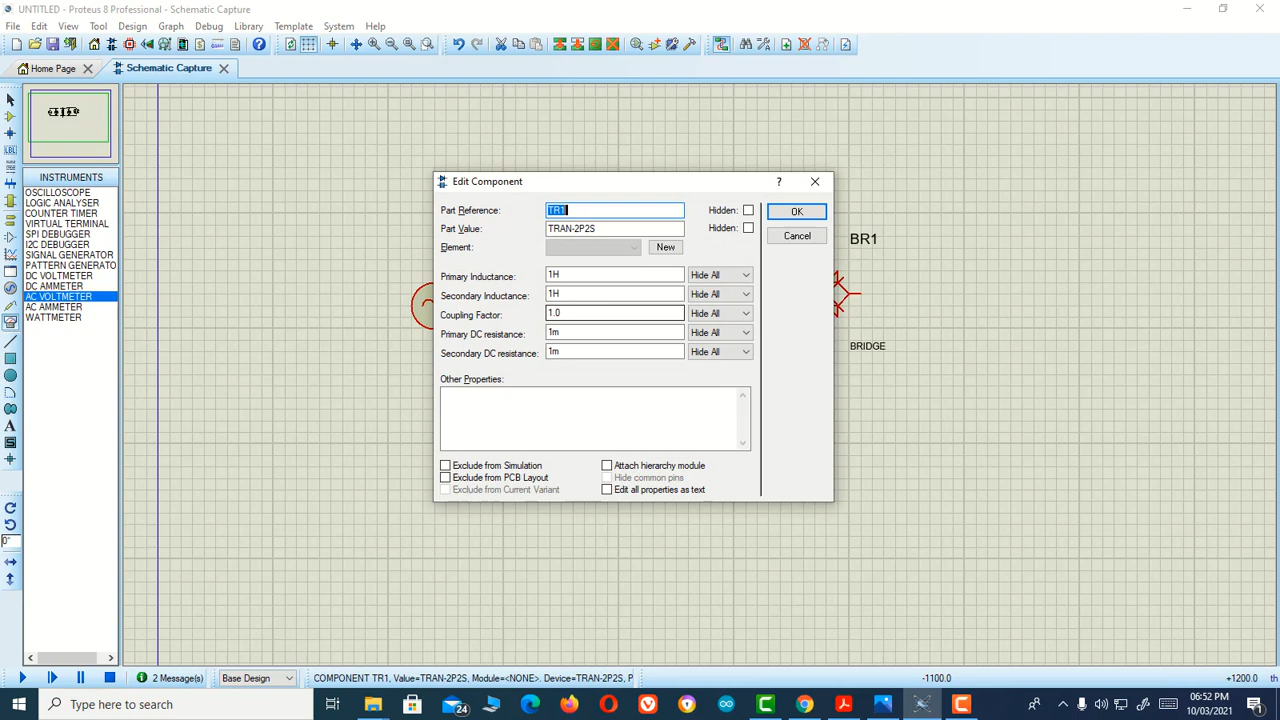 UNTITLED - Proteus 8 Professional - Schematic Capture
File Edit View Tool Design Graph Debug Library Template System Help
Home Page Schematic Capture
INSTRUMENTS
OSCILLOSCOPE
LOGIC ANALYSER
COUNTER TIMER
VIRTUAL TERMINAL
SPI DEBUGGER
I2C DEBUGGER
SIGNAL GENERATOR
PATTERN GENERATO
DC VOLTMETER
DC AMMETER
AC VOLTMETER
AC AMMETER
WATTMETER
LBL
A
0°
Edit Component
? 
Part Reference: TR1 Hidden:
Part Value: TRAN-2P2S Hidden:
Element: New
Primary Inductance: 1H Hide All
Secondary Inductance: 1H Hide All
Coupling Factor: 1.0 Hide All
Primary DC resistance: 1m Hide All
Secondary DC resistance: 1m Hide All
Other Properties:
Exclude from Simulation Attach hierarchy module
Exclude from PCB Layout Hide common pins
Exclude from Current Variant Edit all properties as text
OK
Cancel
BR1
BRIDGE
2 Message(s) Base Design COMPONENT TR1, Value=TRAN-2P2S, Module=<NONE>. Device=TRAN-2P2S, P -1100.0 +1200.0 th
Type here to search
24
06:52 PM
10/03/2021